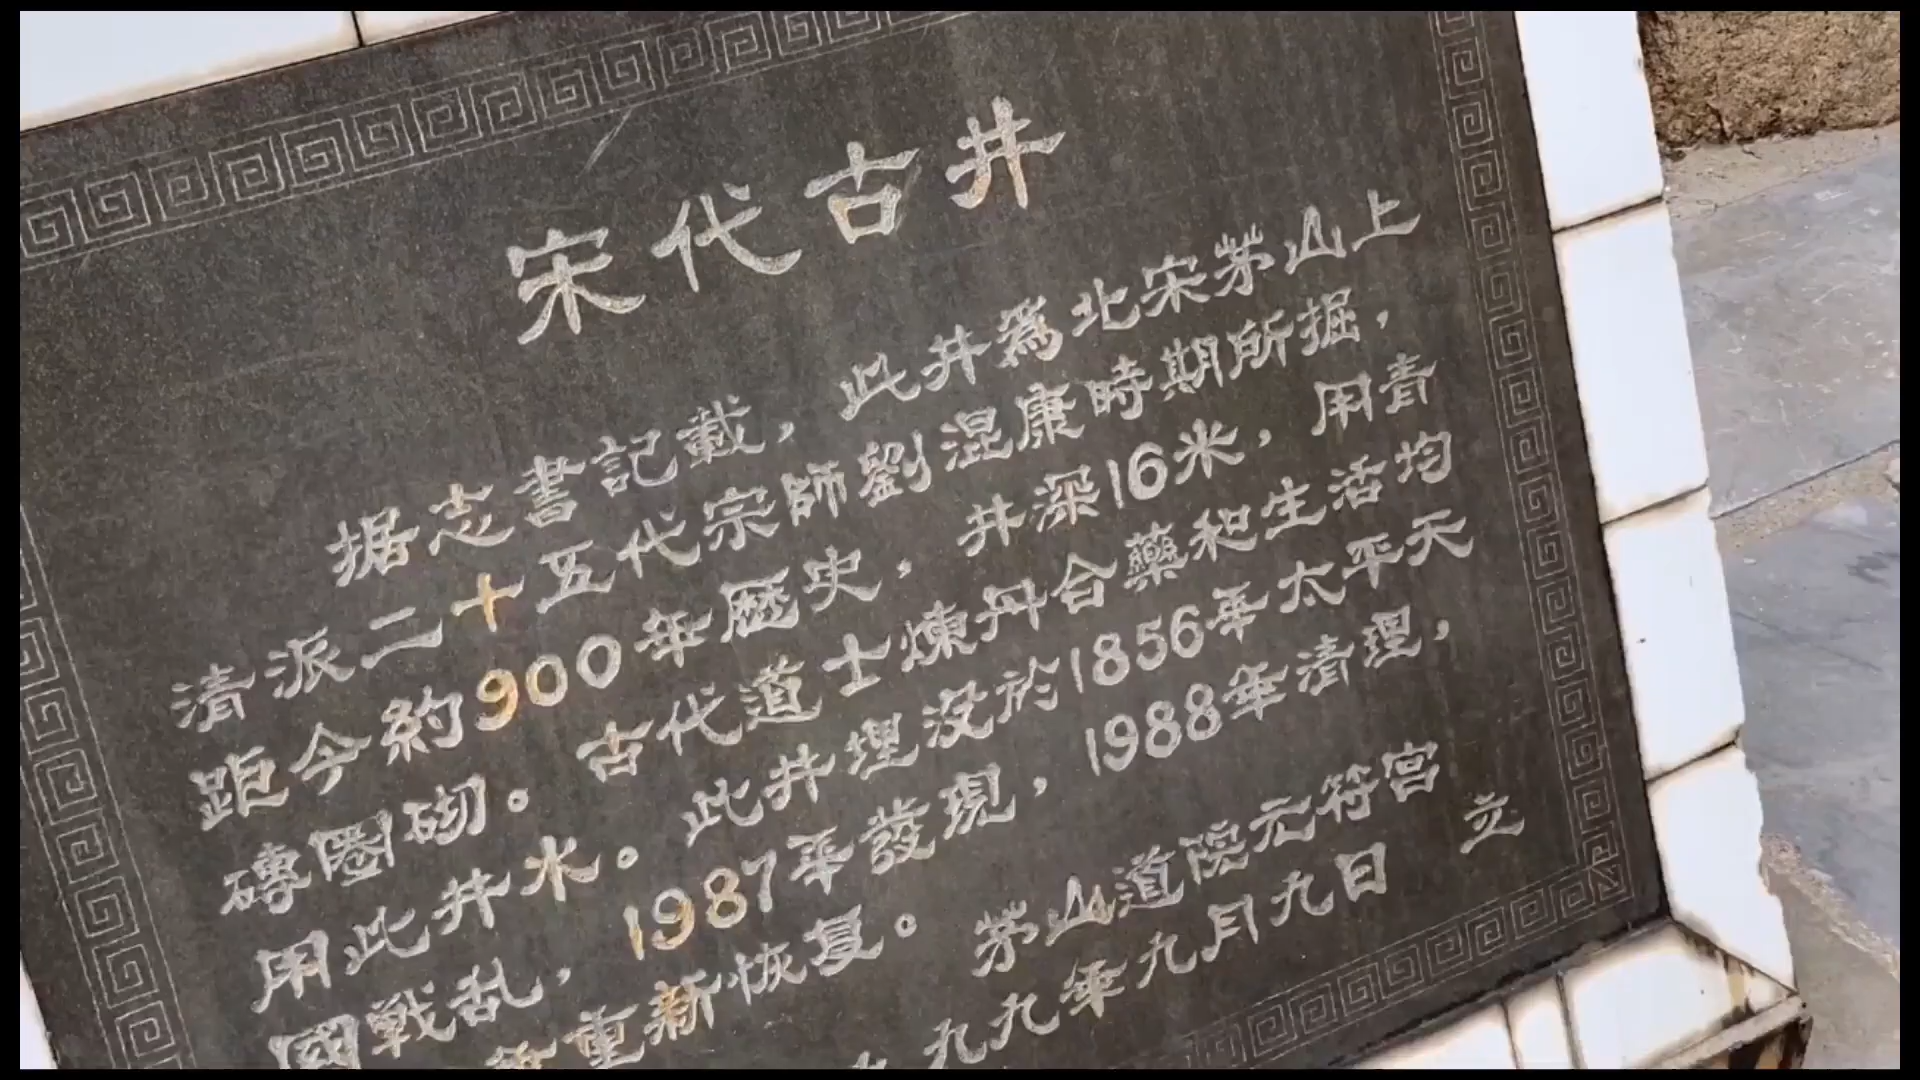 宋代古井
据志書記載，此井為北宋茅山上
清派二十五代宗師劉混康時期所掘，
距今約900年歷史，井深16米，用青
磚圈砌。古代道士煉丹合藥和生活均
用此井水。此井埋没於1856年太平天
國戰乱，1987年發現，1988年清理，
重新恢复。
茅山道院元符宫 立
九九年九月九日